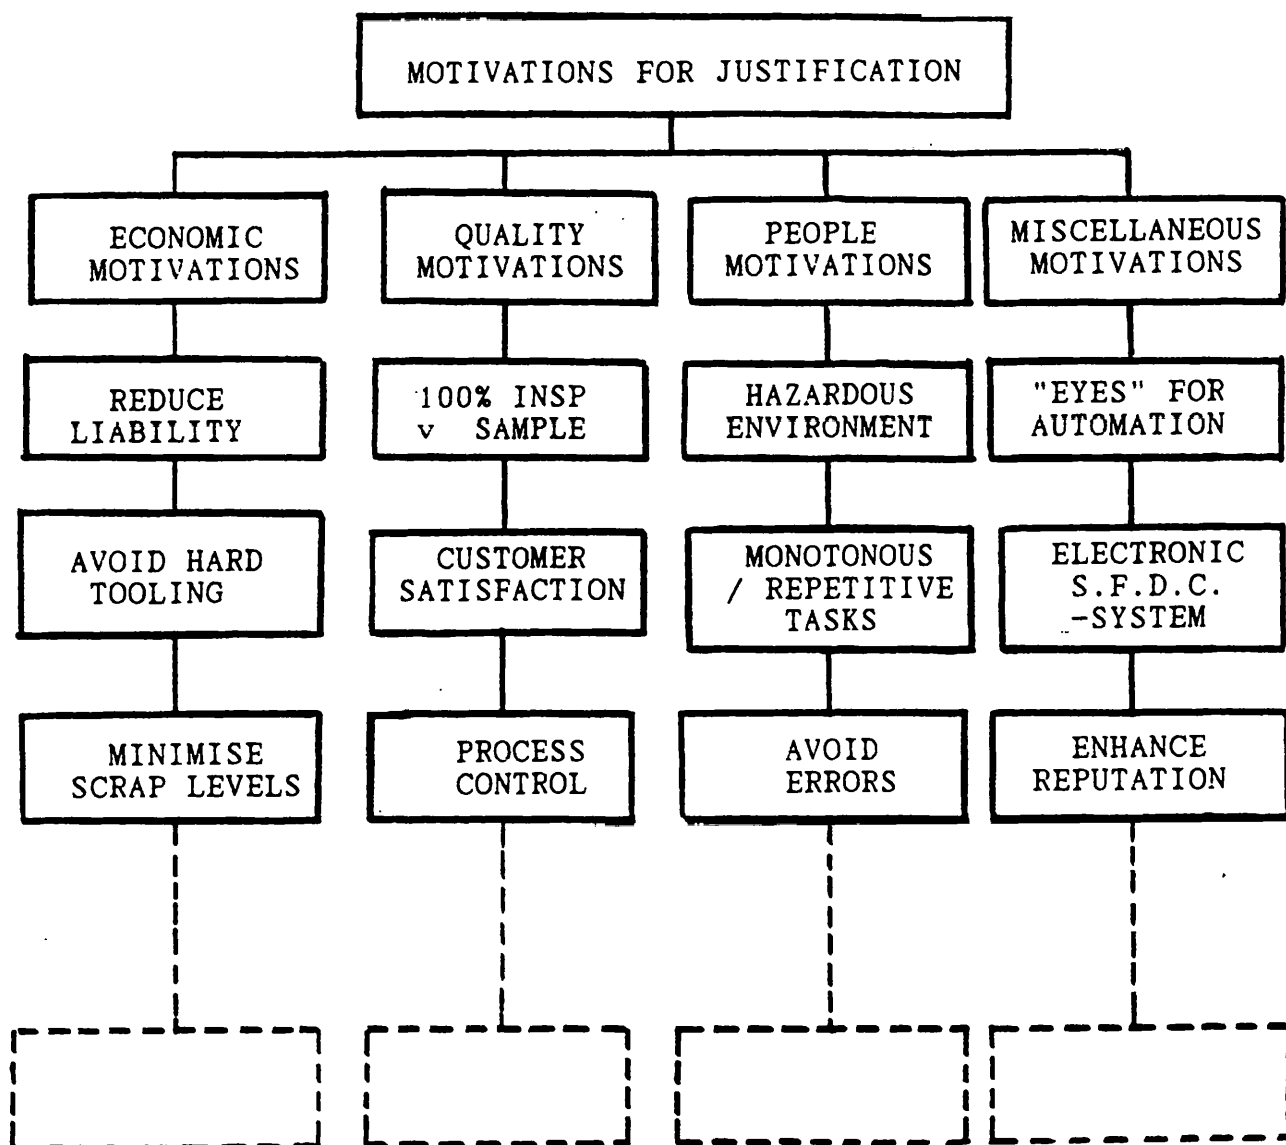 MOTIVATIONS FOR JUSTIFICATION
ECONOMIC
MOTIVATIONS
REDUCE
LIABILITY
AVOID HARD
TOOLING
MINIMISE
SCRAP LEVELS
QUALITY
MOTIVATIONS
100% INSP
v SAMPLE
CUSTOMER
SATISFACTION
PROCESS
CONTROL
PEOPLE
MOTIVATIONS
HAZARDOUS
ENVIRONMENT
MONOTONOUS
/ REPETITIVE
TASKS
AVOID
ERRORS
MISCELLANEOUS
MOTIVATIONS
"EYES" FOR
AUTOMATION
ELECTRONIC
S.F.D.C.
-SYSTEM
ENHANCE
REPUTATION